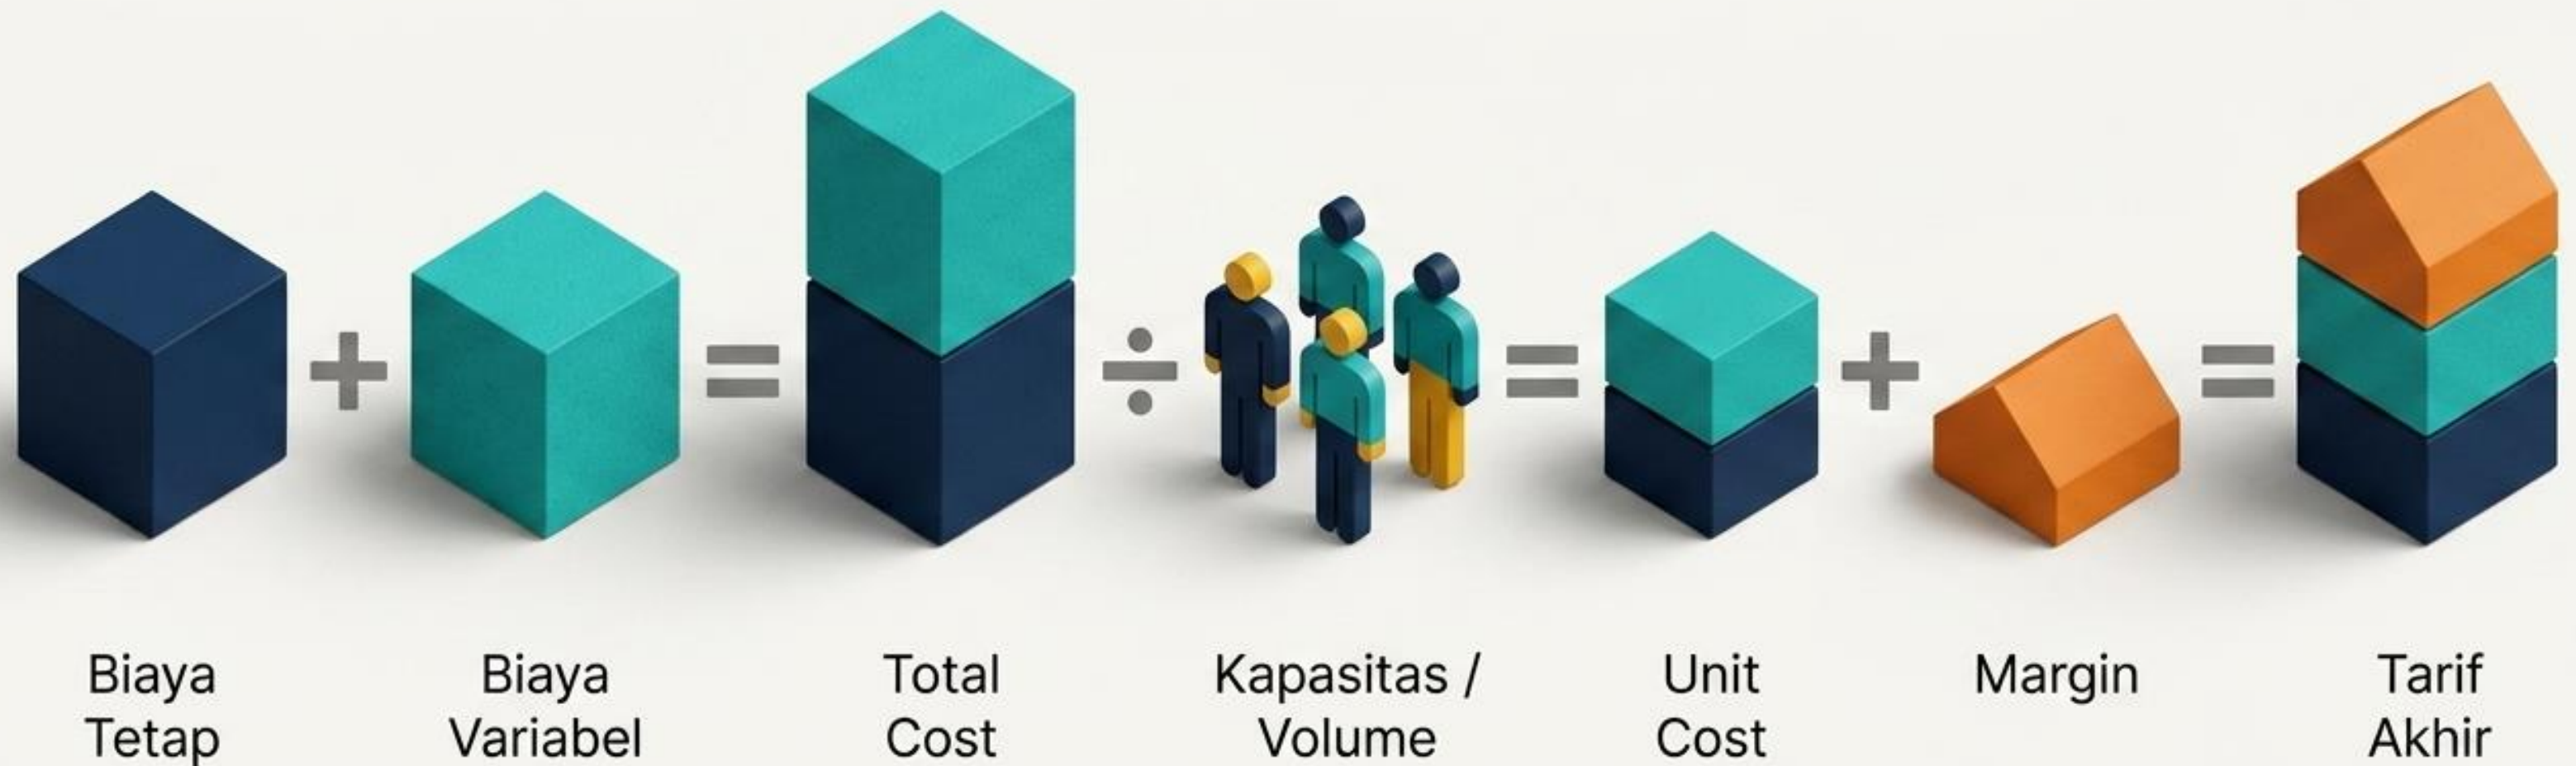 Biaya
Tetap
+
Biaya
Variabel
=
Total
Cost
÷
Kapasitas /
Volume
=
Unit
Cost
+
Margin
=
Tarif
Akhir